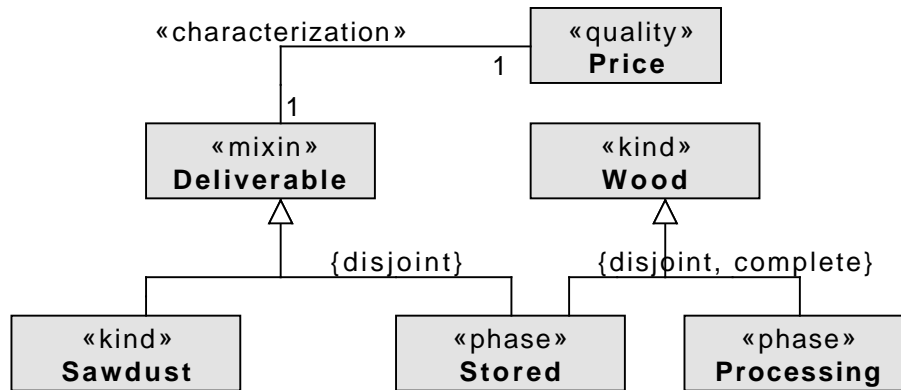 «characterization»
«quality»
Price
1
1
«mixin»
Deliverable
«kind»
Wood
{disjoint}
{disjoint, complete}
«kind»
Sawdust
«phase»
Stored
«phase»
Processing